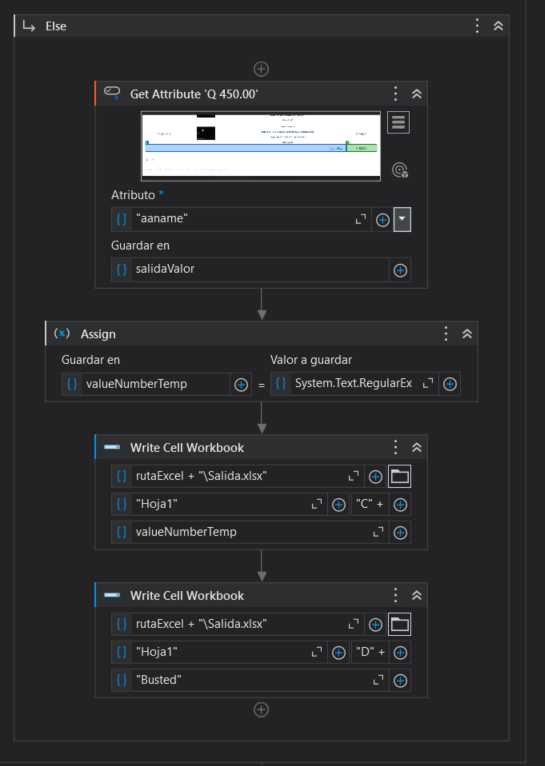 Else
Get Attribute 'Q 450.00'
Atributo *
"aaname"
Guardar en
salidaValor
Assign
Guardar en Valor a guardar
valueNumberTemp = System.Text.RegularEx
Write Cell Workbook
rutaExcel + "\Salida.xlsx"
"Hoja1" "C" +
valueNumberTemp
Write Cell Workbook
rutaExcel + "\Salida.xlsx"
"Hoja1" "D" +
"Busted"